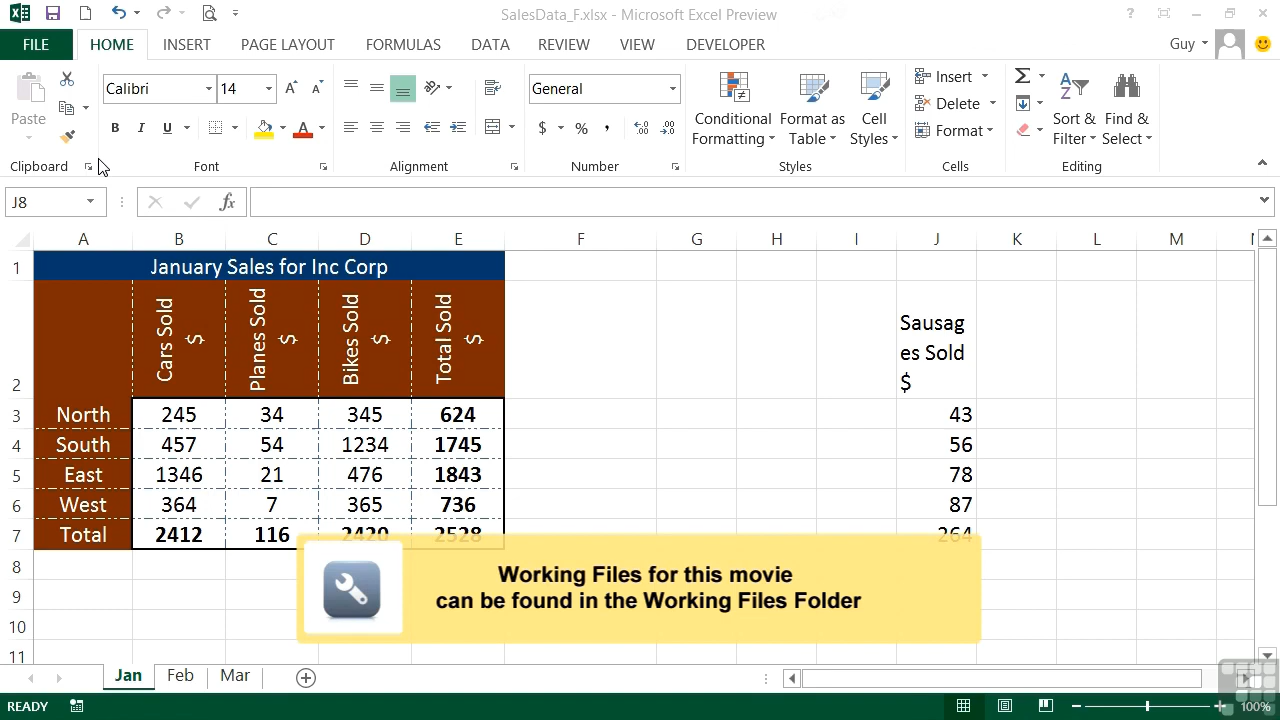 SalesData_F.xlsx - Microsoft Excel Preview
FILE HOME INSERT PAGE LAYOUT FORMULAS DATA REVIEW VIEW DEVELOPER Guy
Paste
Clipboard
Calibri 14
B I U
Font
Alignment
General
$ % ,
Number
Conditional Formatting
Format as Table
Cell Styles
Styles
Insert
Delete
Format
Cells
Sort & Filter
Find & Select
Editing
J8 fx
A B C D E F G H I J K L M
1 January Sales for Inc Corp
2 Cars Sold $ Planes Sold $ Bikes Sold $ Total Sold $ Sausag
es Sold
$
3 North 245 34 345 624 43
4 South 457 54 1234 1745 56
5 East 1346 21 476 1843 78
6 West 364 7 365 736 87
7 Total 2412 116 2420 2528 264
8
9
10
11
Working Files for this movie
can be found in the Working Files Folder
Jan Feb Mar
READY 100%